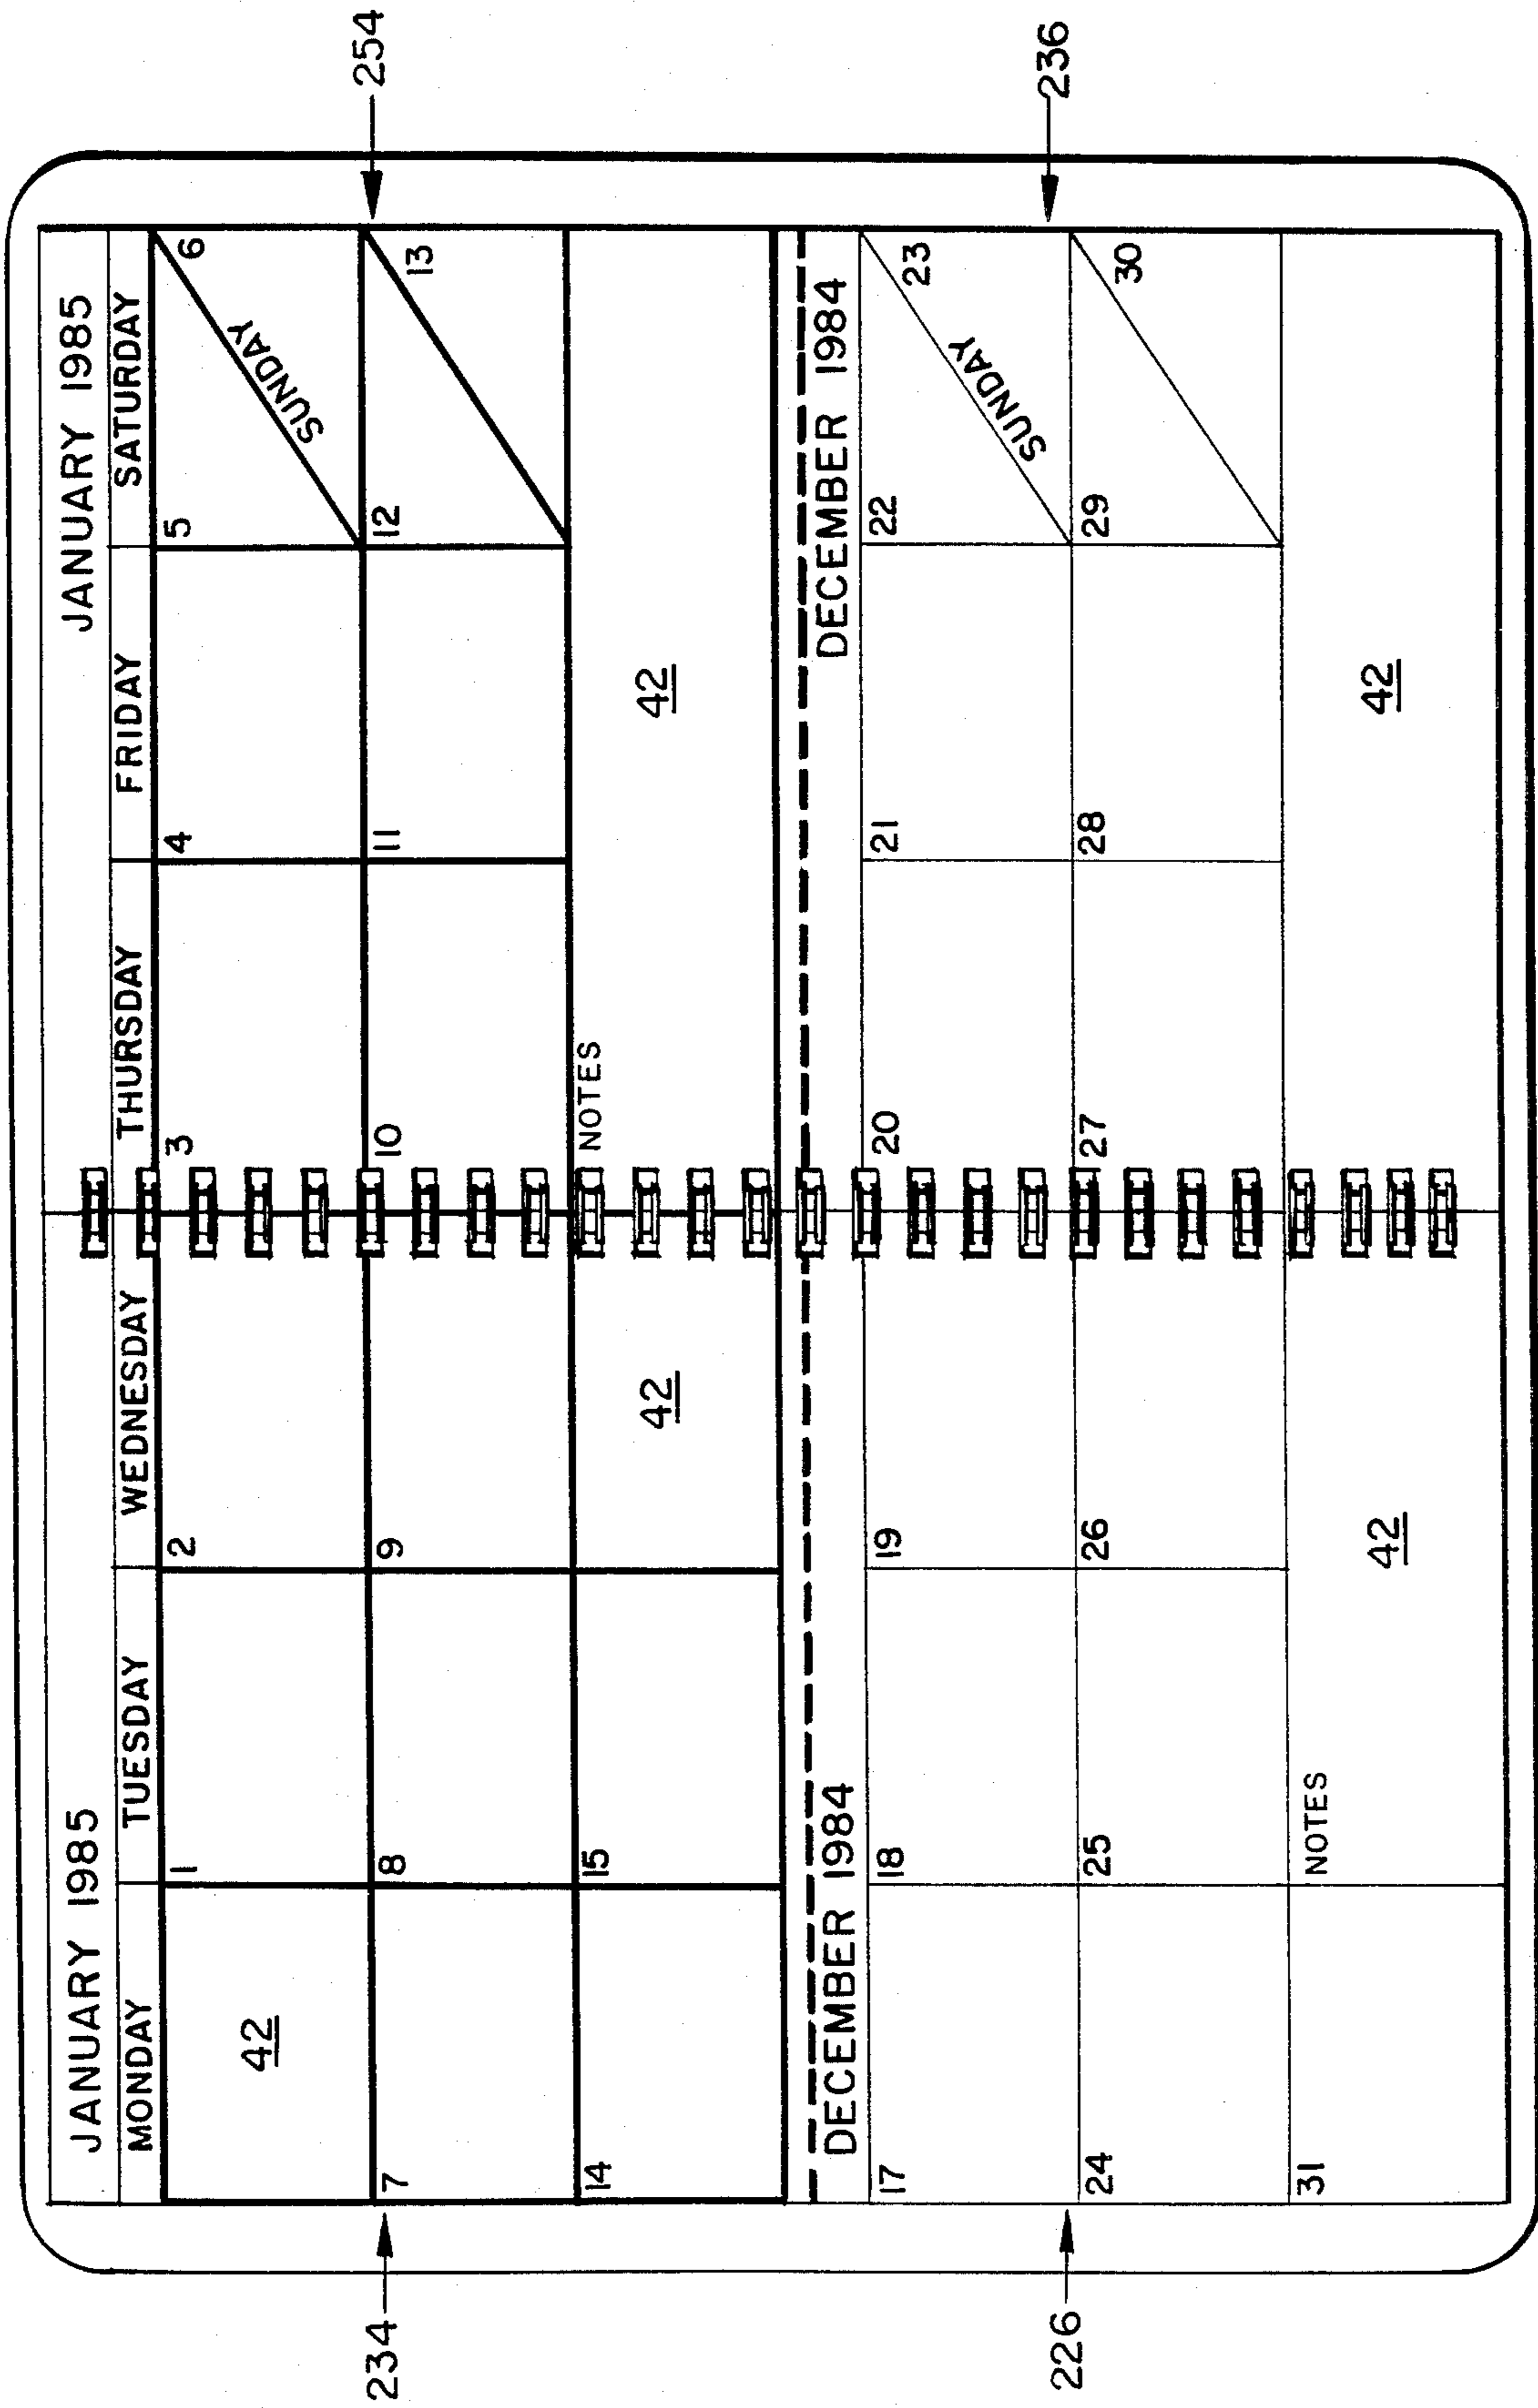 JANUARY 1985 JANUARY 1985
MONDAY TUESDAY WEDNESDAY THURSDAY FRIDAY SATURDAY
1 2 3 4 5 6
42
SUNDAY
234 254
7 8 9 10 11 12 13
14 15 NOTES
42 42
DECEMBER 1984 DECEMBER 1984
17 18 19 20 21 22 23
SUNDAY
226 236
24 25 26 27 28 29 30
31 NOTES
42 42